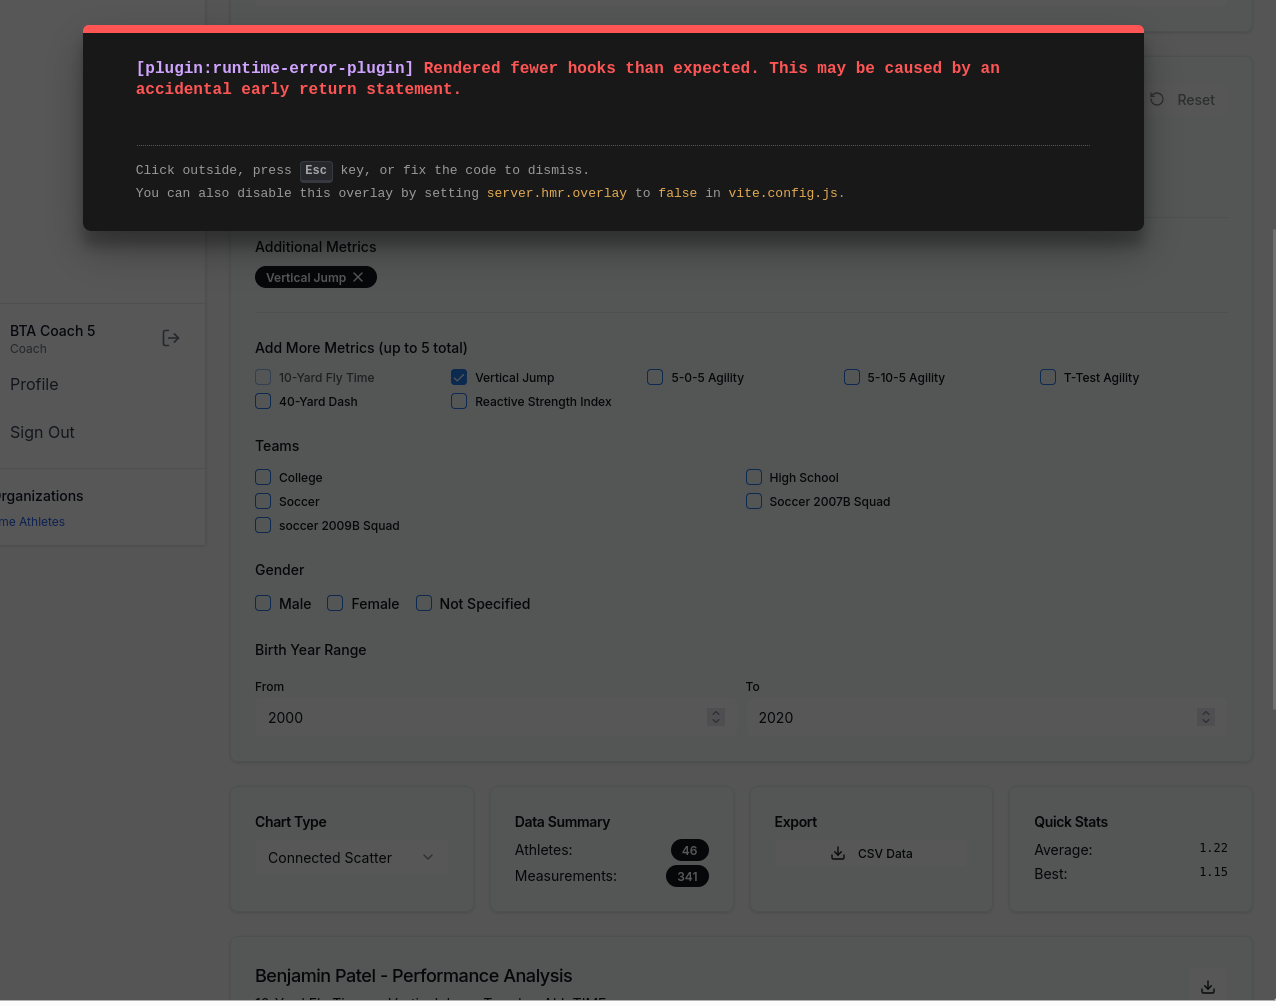 [plugin:runtime-error-plugin] Rendered fewer hooks than expected. This may be caused by an
accidental early return statement.
Click outside, press Esc key, or fix the code to dismiss.
You can also disable this overlay by setting server.hmr.overlay to false in vite.config.js.
Reset
BTA Coach 5
Coach
Profile
Sign Out
rganizations
me Athletes
Additional Metrics
Vertical Jump
Add More Metrics (up to 5 total)
10-Yard Fly Time Vertical Jump 5-0-5 Agility 5-10-5 Agility T-Test Agility
40-Yard Dash Reactive Strength Index
Teams
College High School
Soccer Soccer 2007B Squad
soccer 2009B Squad
Gender
Male Female Not Specified
Birth Year Range
From To
2000 2020
Chart Type
Connected Scatter
Data Summary
Athletes: 46
Measurements: 341
Export
CSV Data
Quick Stats
Average: 1.22
Best: 1.15
Benjamin Patel - Performance Analysis